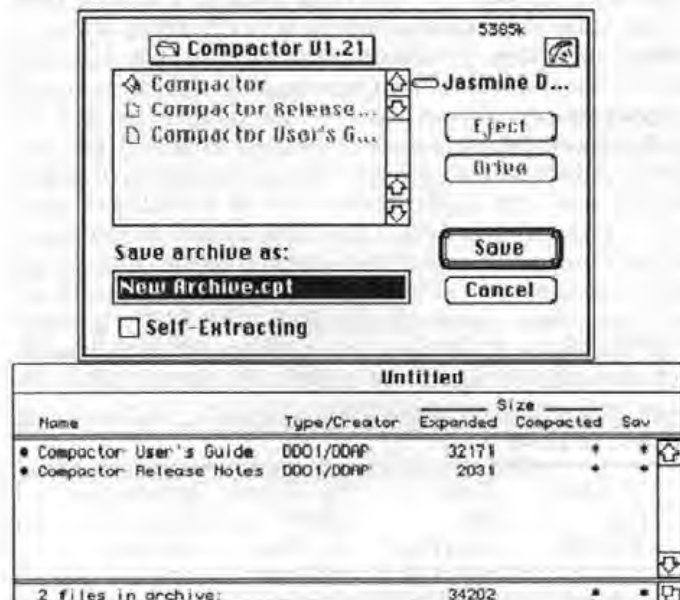 5385k
Compactor V1.21
Compactor
Compactor Release...
Compactor User's G...
Jasmine D...
Eject
Drive
Save archive as:
Save
New Archive.cpt
Cancel
Self-Extracting
Untitled
Size
Name Type/Creator Expanded Compacted Sav
• Compactor User's Guide DDO1/DDAP 32171 * *
• Compactor Release Notes DDO1/DDAP 2031 * *
2 files in archive: 34202 * *